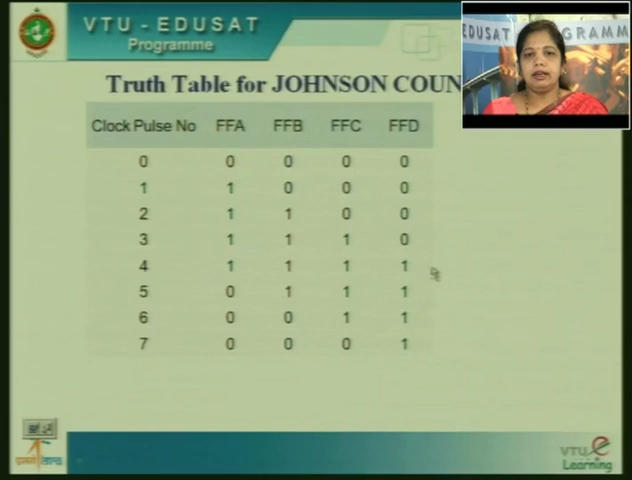 VTU - EDUSAT
Programme
EDUSAT
OGRAMM
Truth Table for JOHNSON COUN
Clock Pulse No FFA FFB FFC FFD
0 0 0 0 0
1 1 0 0 0
2 1 1 0 0
3 1 1 1 0
4 1 1 1 1
5 0 1 1 1
6 0 0 1 1
7 0 0 0 1
VTU e
Learning